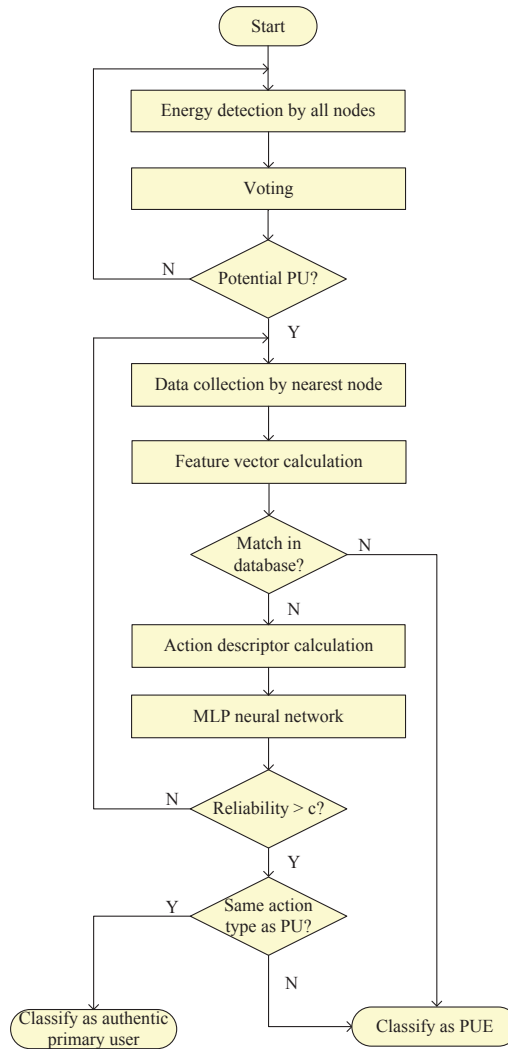 Start
Energy detection by all nodes
Voting
Potential PU?
N
Y
Data collection by nearest node
Feature vector calculation
Match in
database?
N
N
Action descriptor calculation
MLP neural network
Reliability > c?
N
Y
Same action
type as PU?
Y
N
Classify as authentic
primary user
Classify as PUE